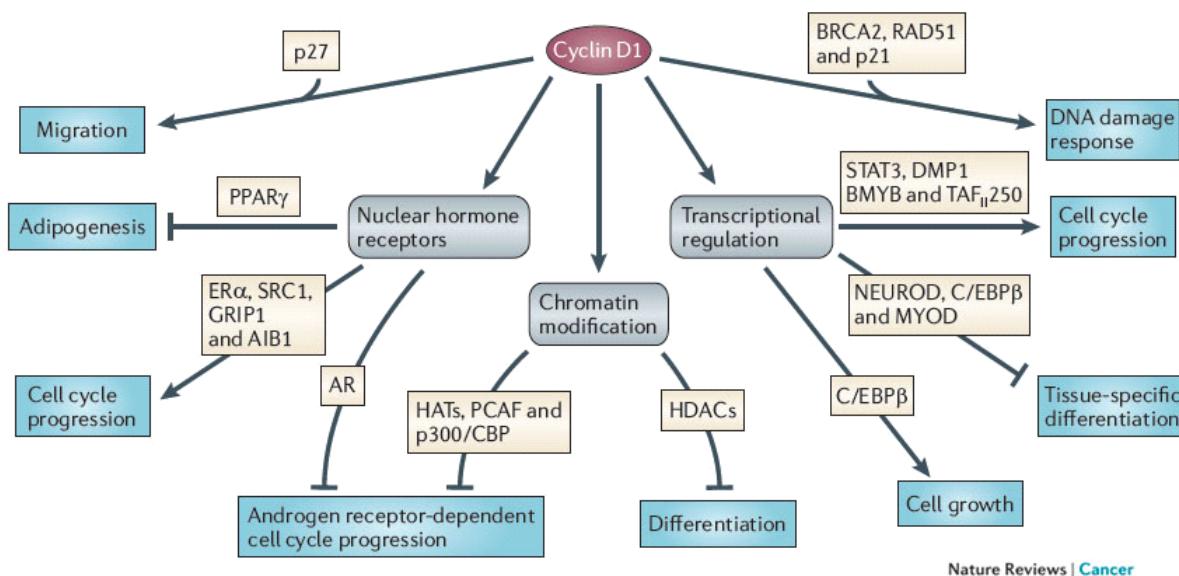 Cyclin D1
p27
BRCA2, RAD51
and p21
Migration
DNA damage
response
PPARγ
Adipogenesis
Nuclear hormone
receptors
Transcriptional
regulation
STAT3, DMP1
BMYB and TAFII250
Cell cycle
progression
ERα, SRC1,
GRIP1
and AIB1
Chromatin
modification
NEUROD, C/EBPβ
and MYOD
Cell cycle
progression
AR
HATs, PCAF and
p300/CBP
HDACs
C/EBPβ
Tissue-specific
differentiation
Androgen receptor-dependent
cell cycle progression
Differentiation
Cell growth
Nature Reviews | Cancer